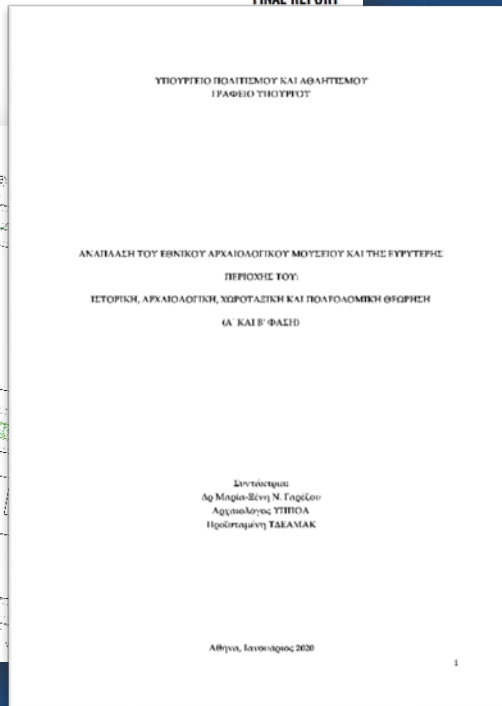 FINAL REPORT
ΥΠΟΥΡΓΕΙΟ ΠΟΛΙΤΙΣΜΟΥ ΚΑΙ ΑΘΛΗΤΙΣΜΟΥ
ΓΡΑΦΕΙΟ ΥΠΟΥΡΓΟΥ
ΑΝΑΠΛΑΣΗ ΤΟΥ ΕΘΝΙΚΟΥ ΑΡΧΑΙΟΛΟΓΙΚΟΥ ΜΟΥΣΕΙΟΥ ΚΑΙ ΤΗΣ ΕΥΡΥΤΕΡΗΣ
ΠΕΡΙΟΧΗΣ ΤΟΥ:
ΙΣΤΟΡΙΚΗ, ΑΡΧΑΙΟΛΟΓΙΚΗ, ΧΩΡΟΤΑΞΙΚΗ ΚΑΙ ΠΟΛΕΟΔΟΜΙΚΗ ΘΕΩΡΗΣΗ
(Α΄ ΚΑΙ Β΄ ΦΑΣΗ)
Συντάκτρια:
Δρ Μαρία-Ξένη Ν. Γαρέζου
Αρχαιολόγος ΥΠΠΟΑ
Προϊσταμένη ΤΔΕΑΜΑΚ
Αθήνα, Ιανουάριος 2020
1